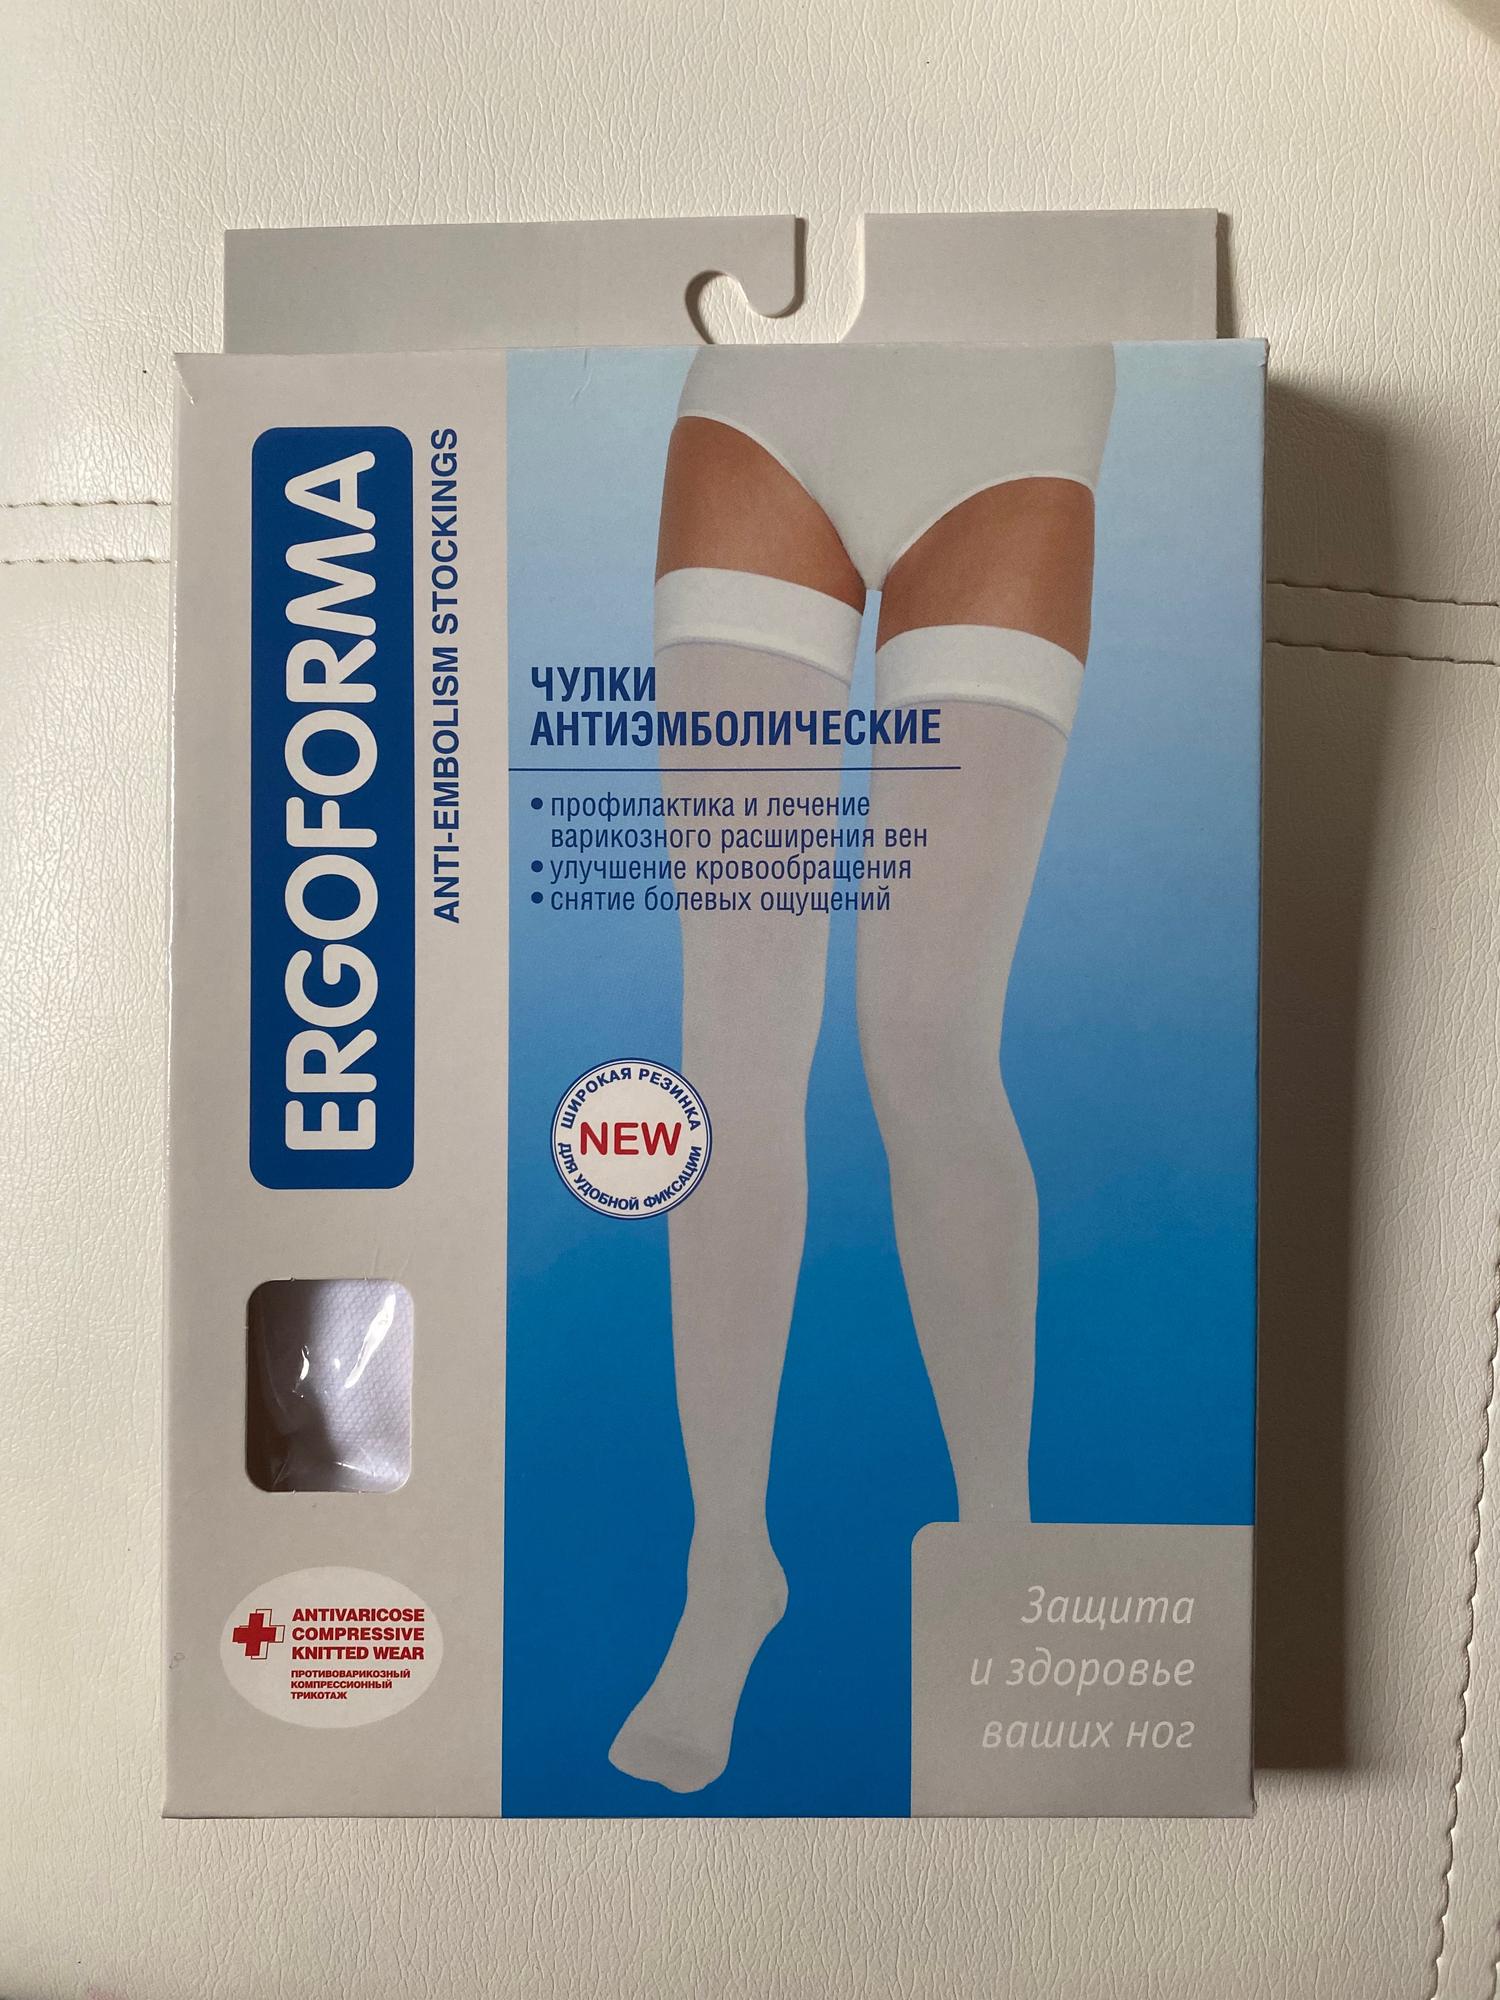 ERGOFORMA
ANTI-EMBOLISM STOCKINGS
ЧУЛКИ
АНТИЭМБОЛИЧЕСКИЕ
• профилактика и лечение
варикозного расширения вен
• улучшение кровообращения
• снятие болевых ощущений
ШИРОКАЯ РЕЗИНКА
NEW
ДЛЯ УДОБНОЙ ФИКСАЦИИ
ANTIVARICOSE
COMPRESSIVE
KNITTED WEAR
ПРОТИВОВАРИКОЗНЫЙ
КОМПРЕССИОННЫЙ
ТРИКОТАЖ
Защита
и здоровье
ваших ног